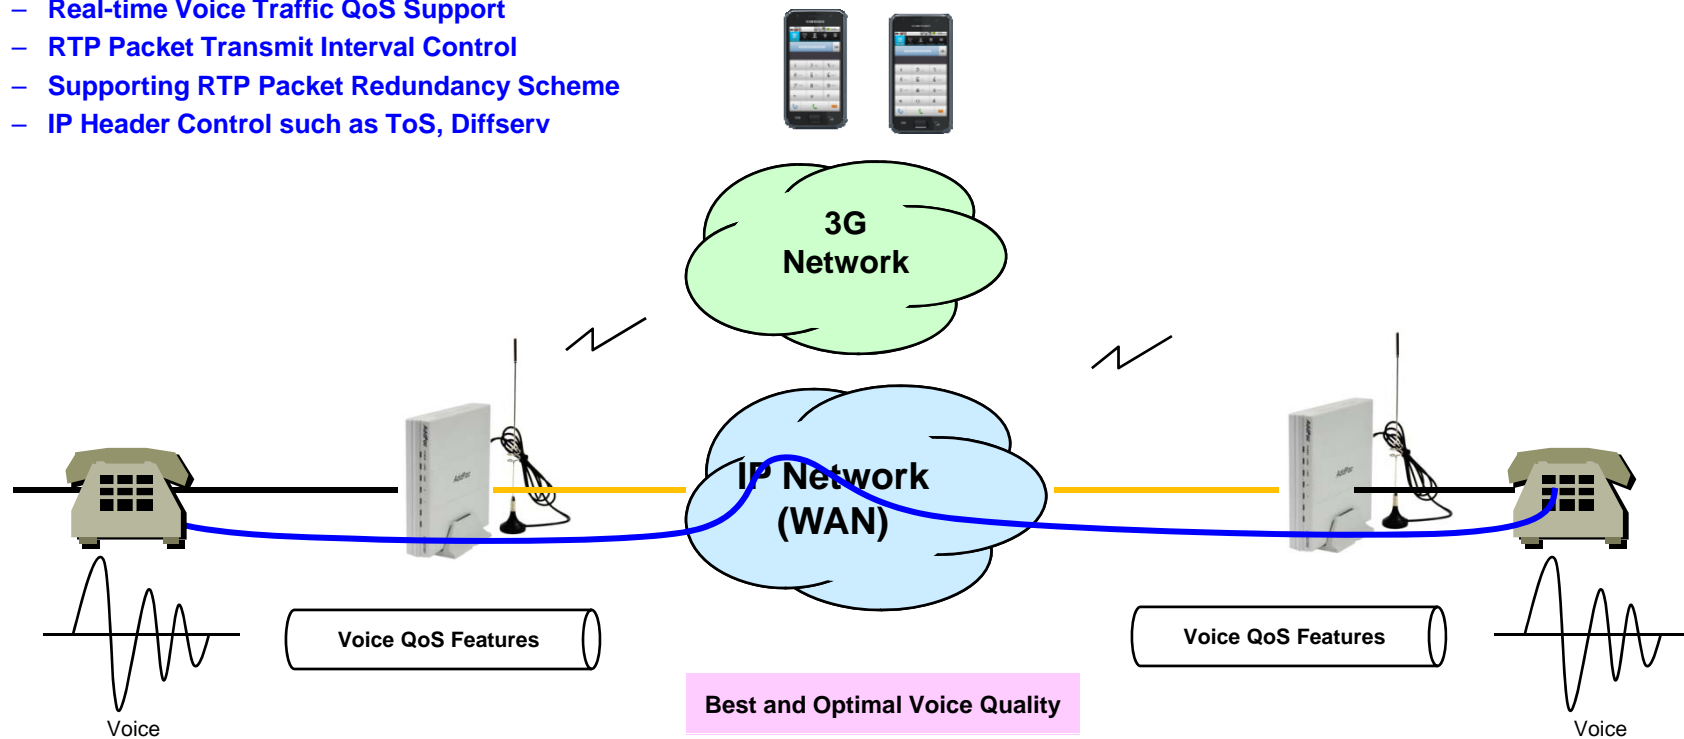 – Real-time Voice Traffic QoS Support
– RTP Packet Transmit Interval Control
– Supporting RTP Packet Redundancy Scheme
– IP Header Control such as ToS, Diffserv
3G
Network
IP Network
(WAN)
AddPac
AddPac
Voice QoS Features
Voice QoS Features
Best and Optimal Voice Quality
Voice
Voice